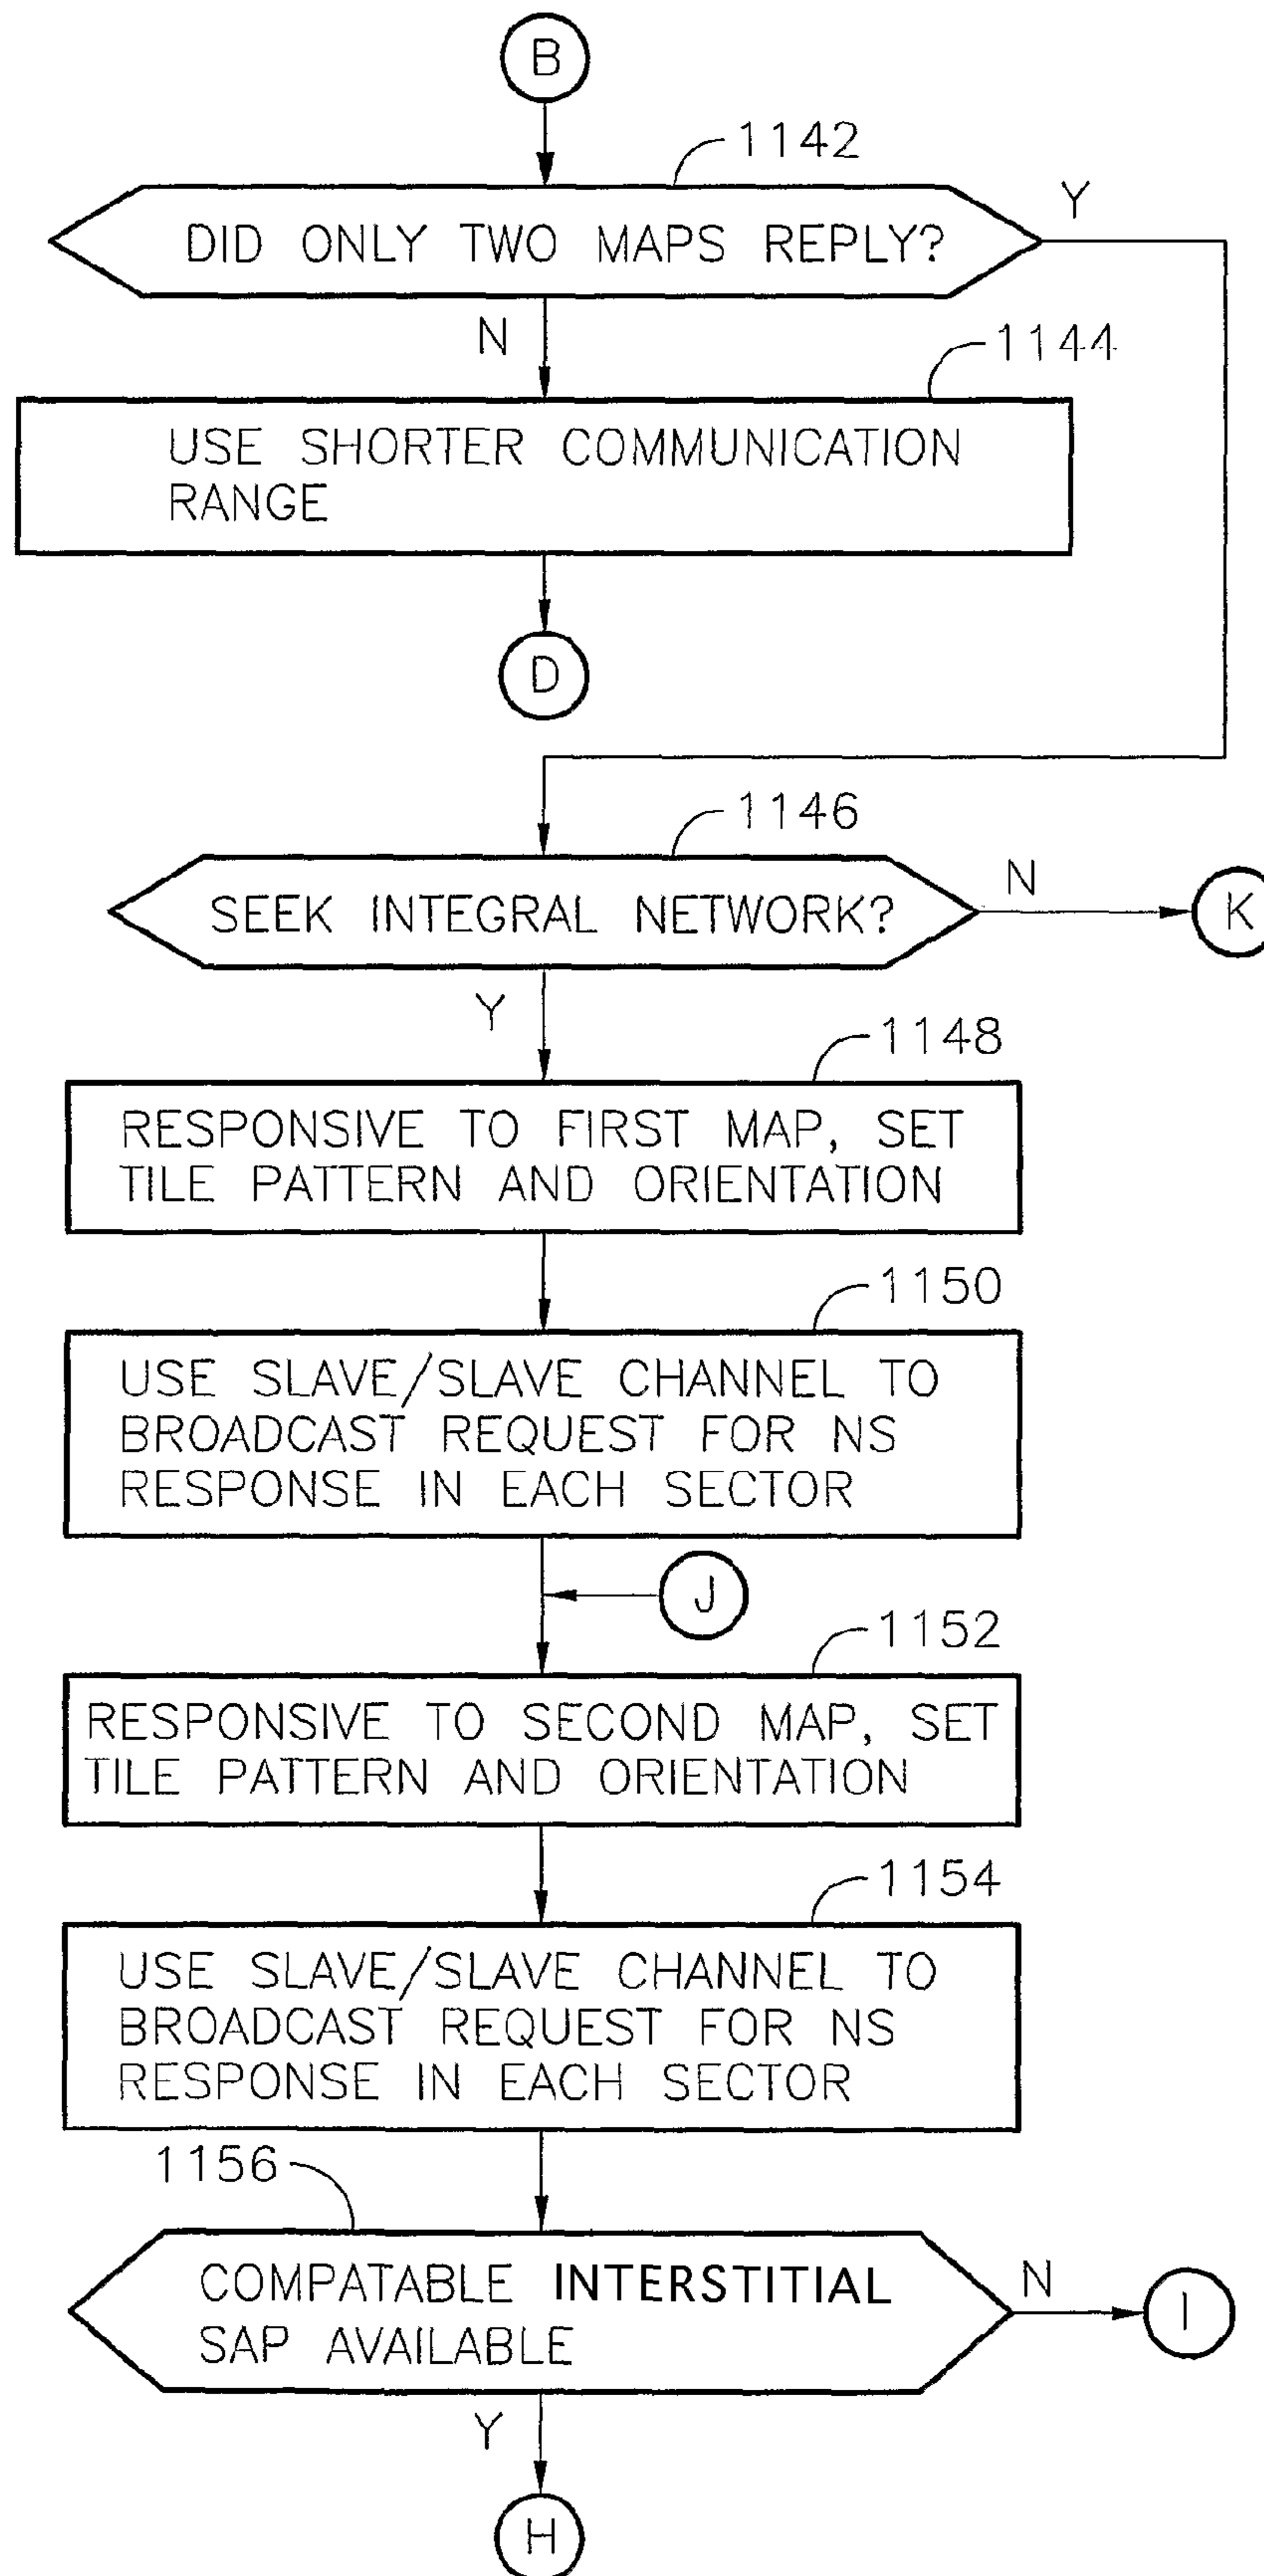 B
1142
DID ONLY TWO MAPS REPLY?
Y
N
1144
USE SHORTER COMMUNICATION
RANGE
D
1146
SEEK INTEGRAL NETWORK?
N
K
Y
1148
RESPONSIVE TO FIRST MAP, SET
TILE PATTERN AND ORIENTATION
1150
USE SLAVE/SLAVE CHANNEL TO
BROADCAST REQUEST FOR NS
RESPONSE IN EACH SECTOR
J
1152
RESPONSIVE TO SECOND MAP, SET
TILE PATTERN AND ORIENTATION
1154
USE SLAVE/SLAVE CHANNEL TO
BROADCAST REQUEST FOR NS
RESPONSE IN EACH SECTOR
1156
COMPATABLE INTERSTITIAL
SAP AVAILABLE
N
I
Y
H